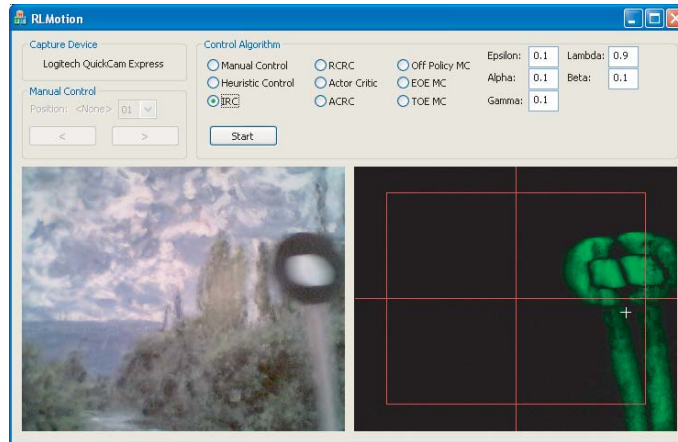 RLMotion
Capture Device
Logitech QuickCam Express
Manual Control
Position: <None> 01
< >
Control Algorithm
Manual Control RCRC Off Policy MC
Heuristic Control Actor Critic EOE MC
IRC ACRC TOE MC
Epsilon: 0.1 Lambda: 0.9
Alpha: 0.1 Beta: 0.1
Gamma: 0.1
Start